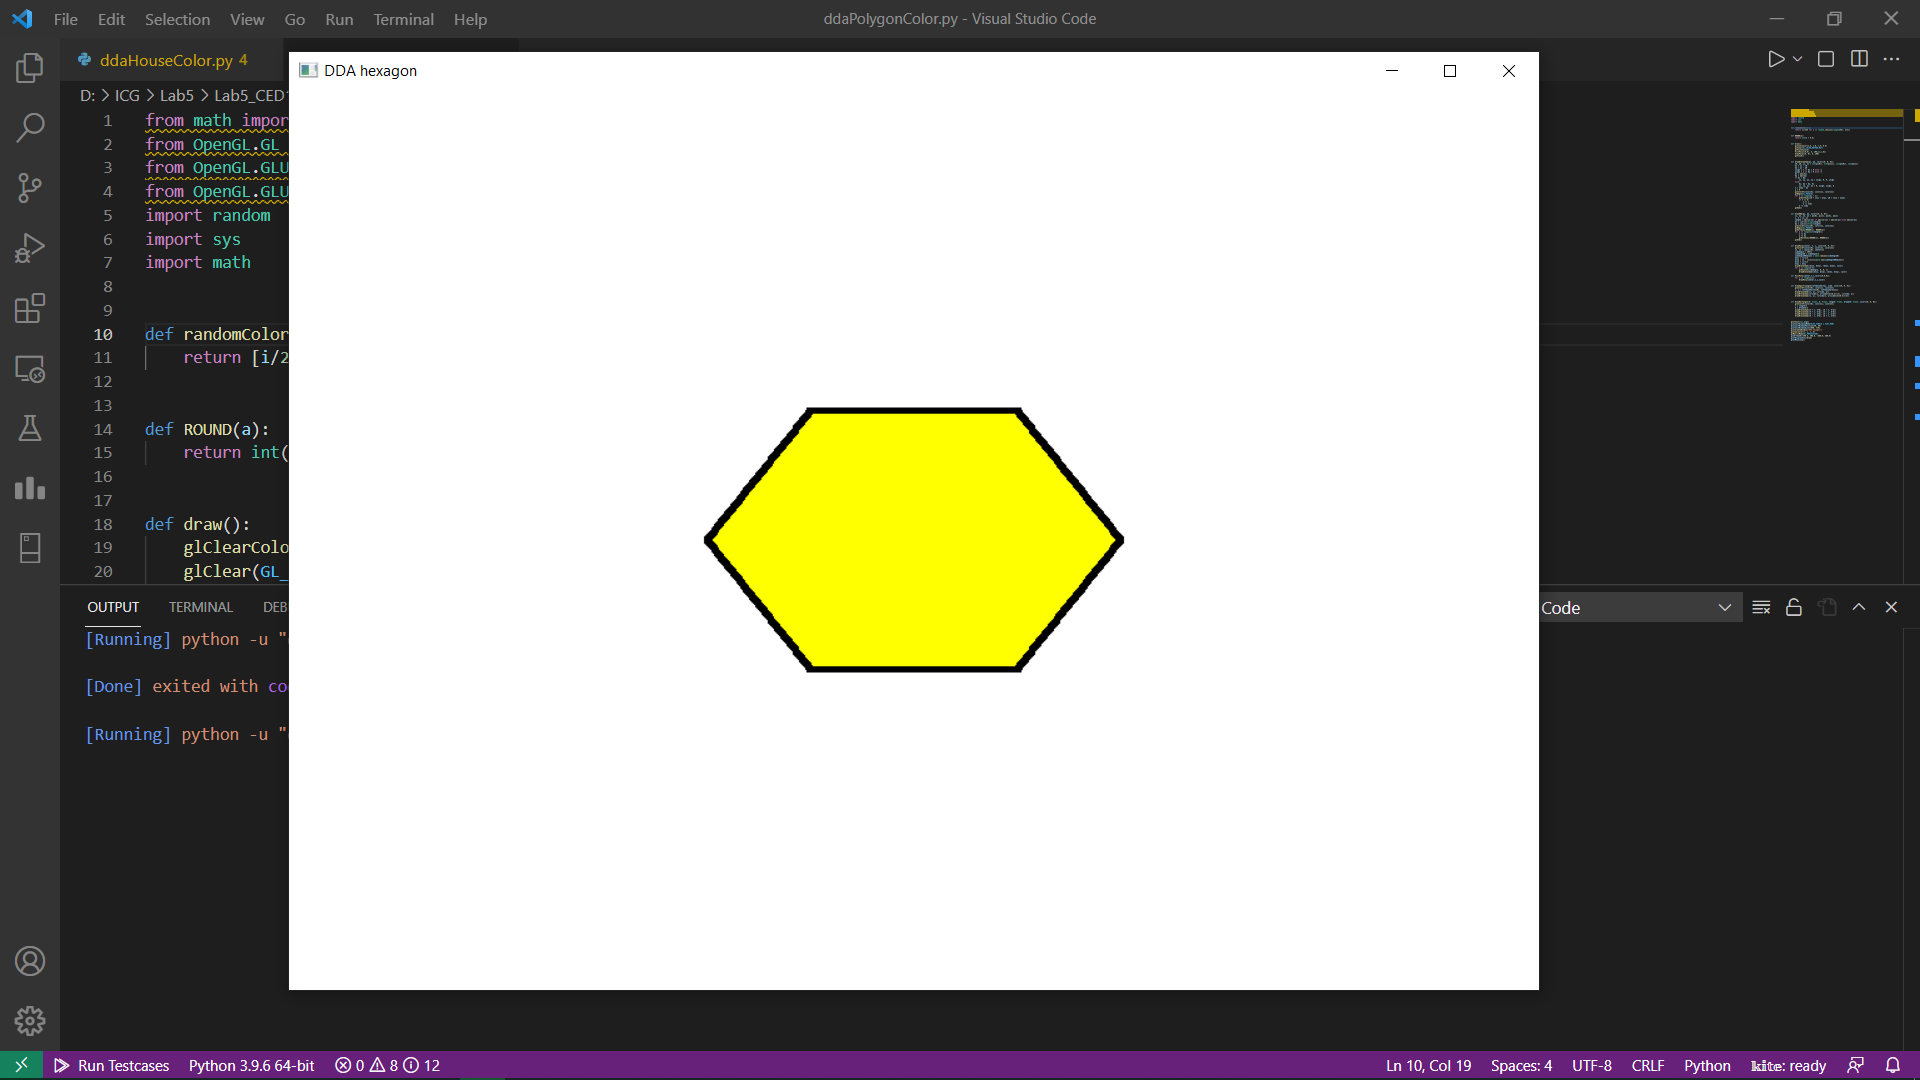 File Edit Selection View Go Run Terminal Help
ddaPolygonColor.py - Visual Studio Code
ddaHouseColor.py 4
DDA hexagon
D: > ICG > Lab5 > Lab5_CED
1 from math impor
2 from OpenGL.GL
3 from OpenGL.GLU
4 from OpenGL.GLU
5 import random
6 import sys
7 import math
8
9
10 def randomColor
11 return [i/2
12
13
14 def ROUND(a):
15 return int(
16
17
18 def draw():
19 glClearColo
20 glClear(GL_
OUTPUT TERMINAL DEB
Code
[Running] python -u "
[Done] exited with co
[Running] python -u "
Run Testcases Python 3.9.6 64-bit 0 8 12
Ln 10, Col 19 Spaces: 4 UTF-8 CRLF Python kite: ready